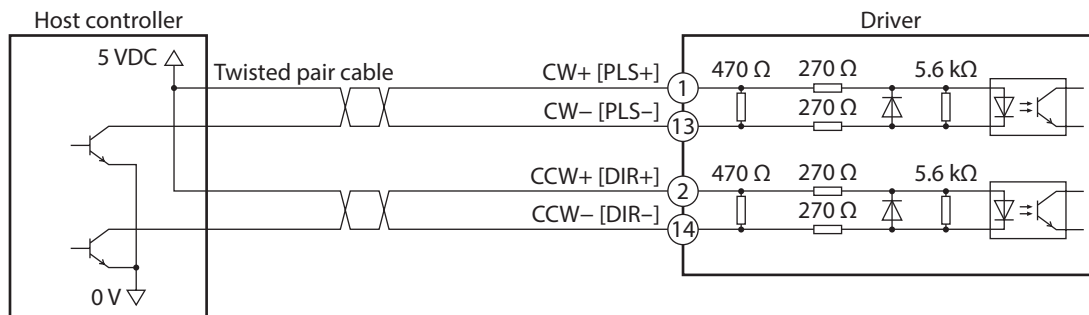 Host controller
Driver
5 VDC
Twisted pair cable
CW+ [PLS+]
1
470 Ω
270 Ω
5.6 kΩ
CW− [PLS−]
13
270 Ω
CCW+ [DIR+]
2
470 Ω
270 Ω
5.6 kΩ
CCW− [DIR−]
14
270 Ω
0 V